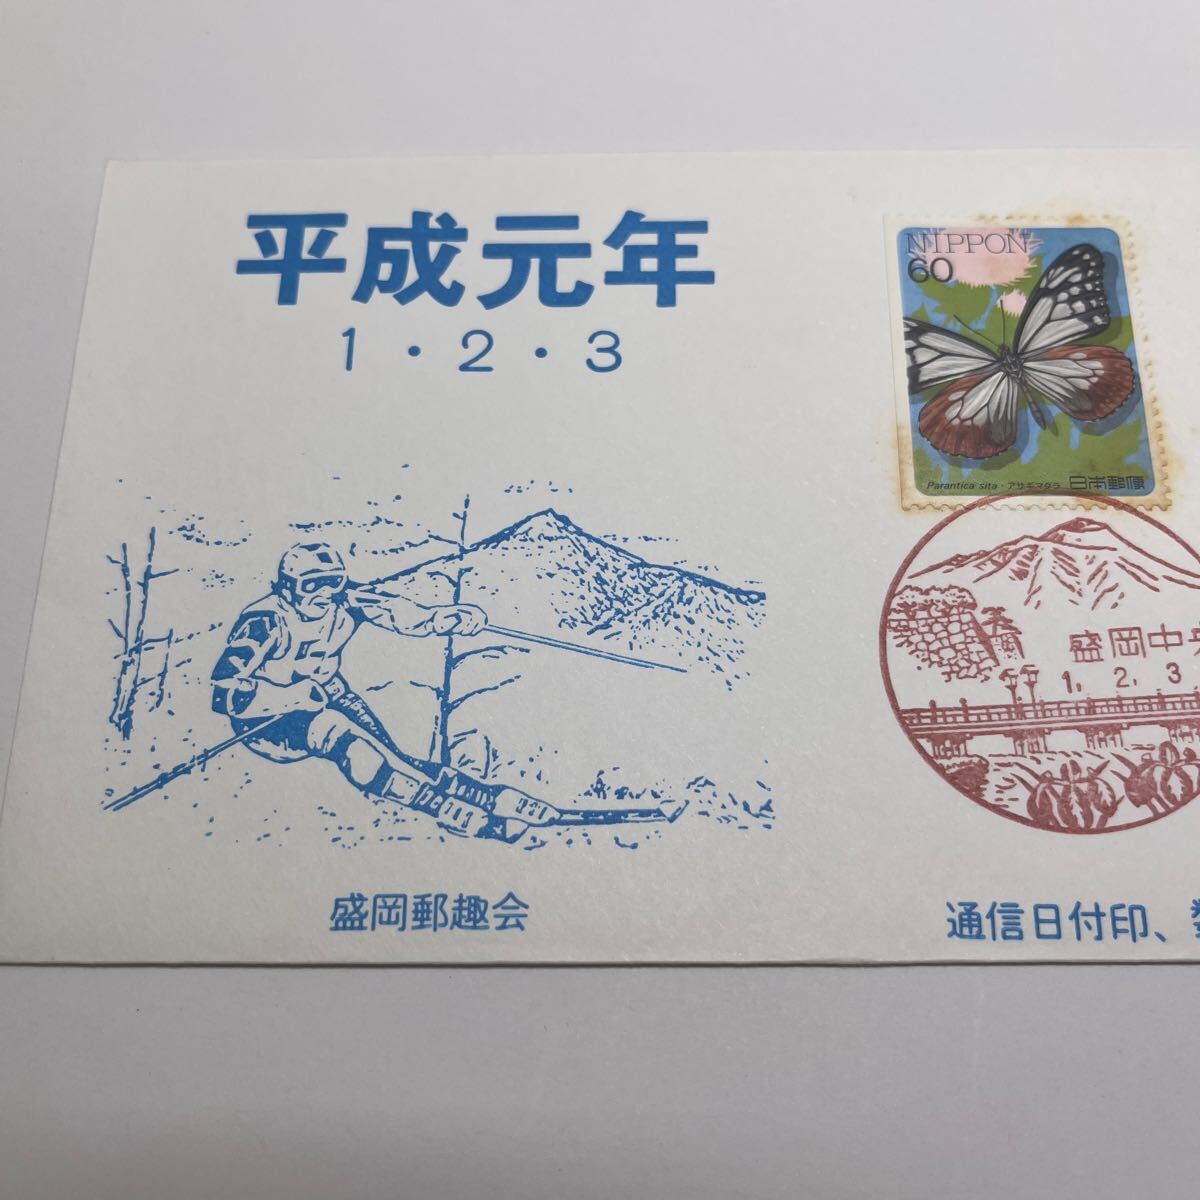 平成元年
1・2・3
NIPPON
60
Parantica sita・アサギマダラ 日本郵便
盛岡中
1. 2. 3
盛岡郵趣会
通信日付印、